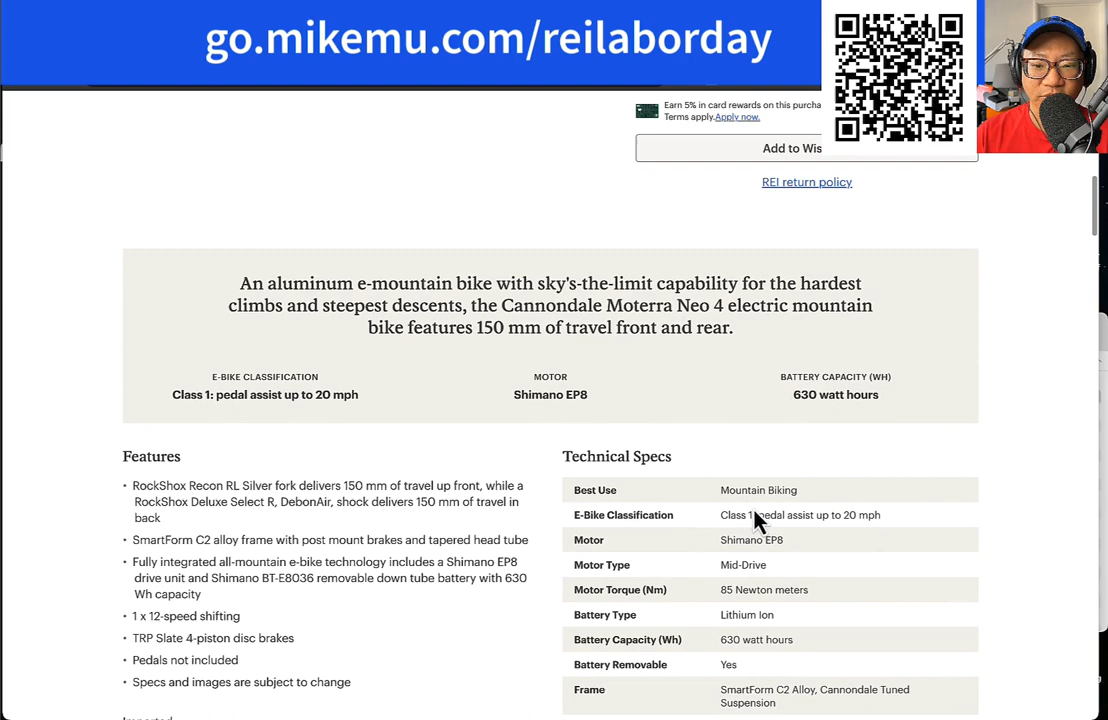 go.mikemu.com/reilaborday
Earn 5% in card rewards on this purcha
Terms apply.Apply now.
Add to Wis
REI return policy
An aluminum e-mountain bike with sky's-the-limit capability for the hardest
climbs and steepest descents, the Cannondale Moterra Neo 4 electric mountain
bike features 150 mm of travel front and rear.
E-BIKE CLASSIFICATION
Class 1: pedal assist up to 20 mph
MOTOR
Shimano EP8
BATTERY CAPACITY (WH)
630 watt hours
Features
• RockShox Recon RL Silver fork delivers 150 mm of travel up front, while a
RockShox Deluxe Select R, DebonAir, shock delivers 150 mm of travel in
back
• SmartForm C2 alloy frame with post mount brakes and tapered head tube
• Fully integrated all-mountain e-bike technology includes a Shimano EP8
drive unit and Shimano BT-E8036 removable down tube battery with 630
Wh capacity
• 1 x 12-speed shifting
• TRP Slate 4-piston disc brakes
• Pedals not included
• Specs and images are subject to change
Imported
Technical Specs
Best Use Mountain Biking
E-Bike Classification Class 1: pedal assist up to 20 mph
Motor Shimano EP8
Motor Type Mid-Drive
Motor Torque (Nm) 85 Newton meters
Battery Type Lithium Ion
Battery Capacity (Wh) 630 watt hours
Battery Removable Yes
Frame SmartForm C2 Alloy, Cannondale Tuned
Suspension